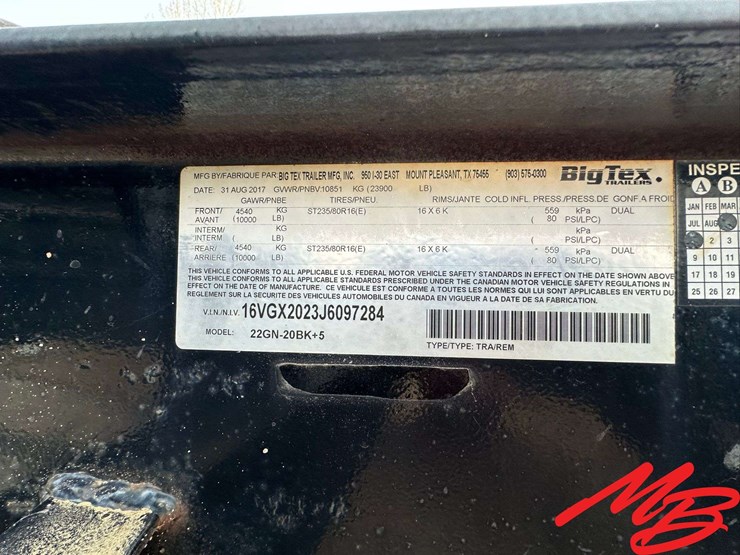 MFG BY/FABRIQUE PAR: BIG TEX TRAILER MFG, INC. 950 I-30 EAST MOUNT PLEASANT, TX 75455 (903) 575-0300 BigTex.
TRAILERS
DATE: 31 AUG 2017 GVWR/PNBV: 10851 KG (23900 LB)
GAWR/PNBE TIRES/PNEU. RIMS/JANTE COLD INFL. PRESS./PRESS.DE GONF.A FROID
FRONT/ 4540 KG ST235/80R16(E) 16 X 6 K 559 kPa DUAL
AVANT (10000 LB) ( 80 PSI/LPC)
INTERM/ KG kPa
INTERM ( LB) ( PSI/LPC)
REAR/ 4540 KG ST235/80R16(E) 16 X 6 K 559 kPa DUAL
ARRIERE (10000 LB) ( 80 PSI/LPC)
THIS VEHICLE CONFORMS TO ALL APPLICABLE U.S. FEDERAL MOTOR VEHICLE SAFETY STANDARDS IN EFFECT ON THE DATE SHOWN ABOVE
THIS VEHICLE CONFORMS TO ALL APPLICABLE STANDARDS PRESCRIBED UNDER THE CANADIAN MOTOR VEHICLE SAFETY REGULATIONS IN
EFFECT ON THE DATE OF MANUFACTURE. CE VEHICULE EST CONFORME A TOUTES LES NORMES QUI LUI SONT APPLICABLES EN VERTU DU
REGLEMENT SUR LA SECURITE DES VEHICULES AUTOMOBILES DU CANADA EN VIGUEUR A LA DATE DE SA FABRICATION.
V.I.N./N.I.V. 16VGX2023J6097284
MODEL: 22GN-20BK+5
TYPE/TYPE: TRA/REM
INSPE
A B
JAN FEB MAR
JUL AUG
2 3
9 10 11
17 18 19
25 26 27
MB